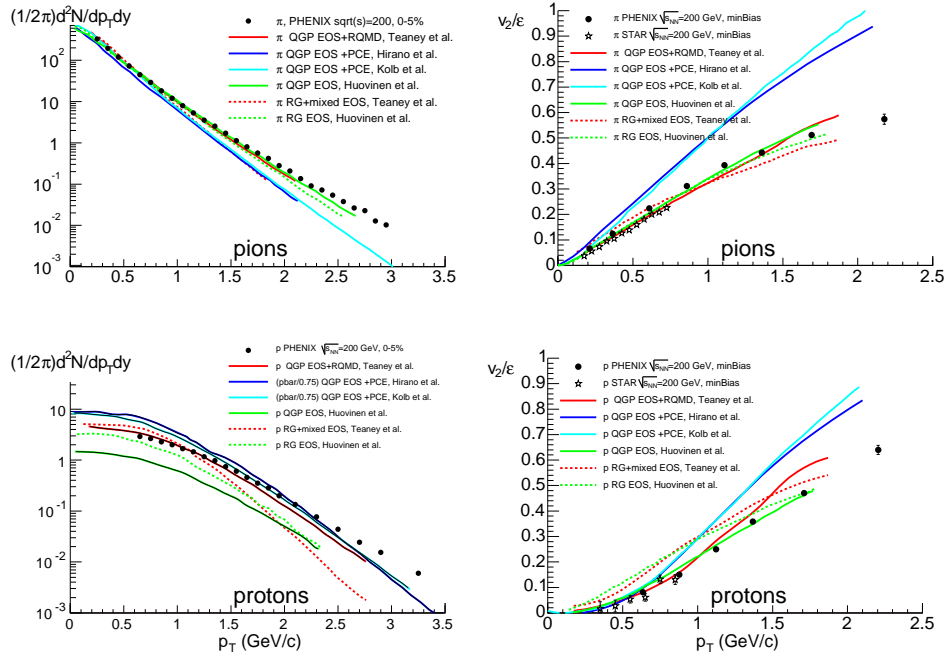 (1/2π)d²N/dp_T dy
π, PHENIX sqrt(s)=200, 0-5%
π QGP EOS+RQMD, Teaney et al.
π QGP EOS +PCE, Hirano et al.
π QGP EOS +PCE, Kolb et al.
π QGP EOS, Huovinen et al.
π RG+mixed EOS, Teaney et al.
π RG EOS, Huovinen et al.
10²
10
1
10⁻¹
10⁻²
10⁻³
pions
0 0.5 1 1.5 2 2.5 3 3.5
v₂/ε
π PHENIX √s_NN=200 GeV, minBias
π STAR √s_NN=200 GeV, minBias
π QGP EOS+RQMD, Teaney et al.
π QGP EOS +PCE, Hirano et al.
π QGP EOS +PCE, Kolb et al.
π QGP EOS, Huovinen et al.
π RG+mixed EOS, Teaney et al.
π RG EOS, Huovinen et al.
1
0.9
0.8
0.7
0.6
0.5
0.4
0.3
0.2
0.1
0
pions
0 0.5 1 1.5 2 2.5
(1/2π)d²N/dp_T dy
p PHENIX √s_NN=200 GeV, 0-5%
p QGP EOS+RQMD, Teaney et al.
(pbar/0.75) QGP EOS +PCE, Hirano et al.
(pbar/0.75) QGP EOS +PCE, Kolb et al.
p QGP EOS, Huovinen et al.
p RG+mixed EOS, Teaney et al.
p RG EOS, Huovinen et al.
10
1
10⁻¹
10⁻²
10⁻³
protons
0 0.5 1 1.5 2 2.5 3 3.5
p_T (GeV/c)
v₂/ε
p PHENIX √s_NN=200 GeV, minBias
p STAR √s_NN=200 GeV, minBias
p QGP EOS+RQMD, Teaney et al.
p QGP EOS +PCE, Hirano et al.
p QGP EOS +PCE, Kolb et al.
p QGP EOS, Huovinen et al.
p RG+mixed EOS, Teaney et al.
p RG EOS, Huovinen et al.
1
0.9
0.8
0.7
0.6
0.5
0.4
0.3
0.2
0.1
0
protons
0 0.5 1 1.5 2 2.5
p_T (GeV/c)